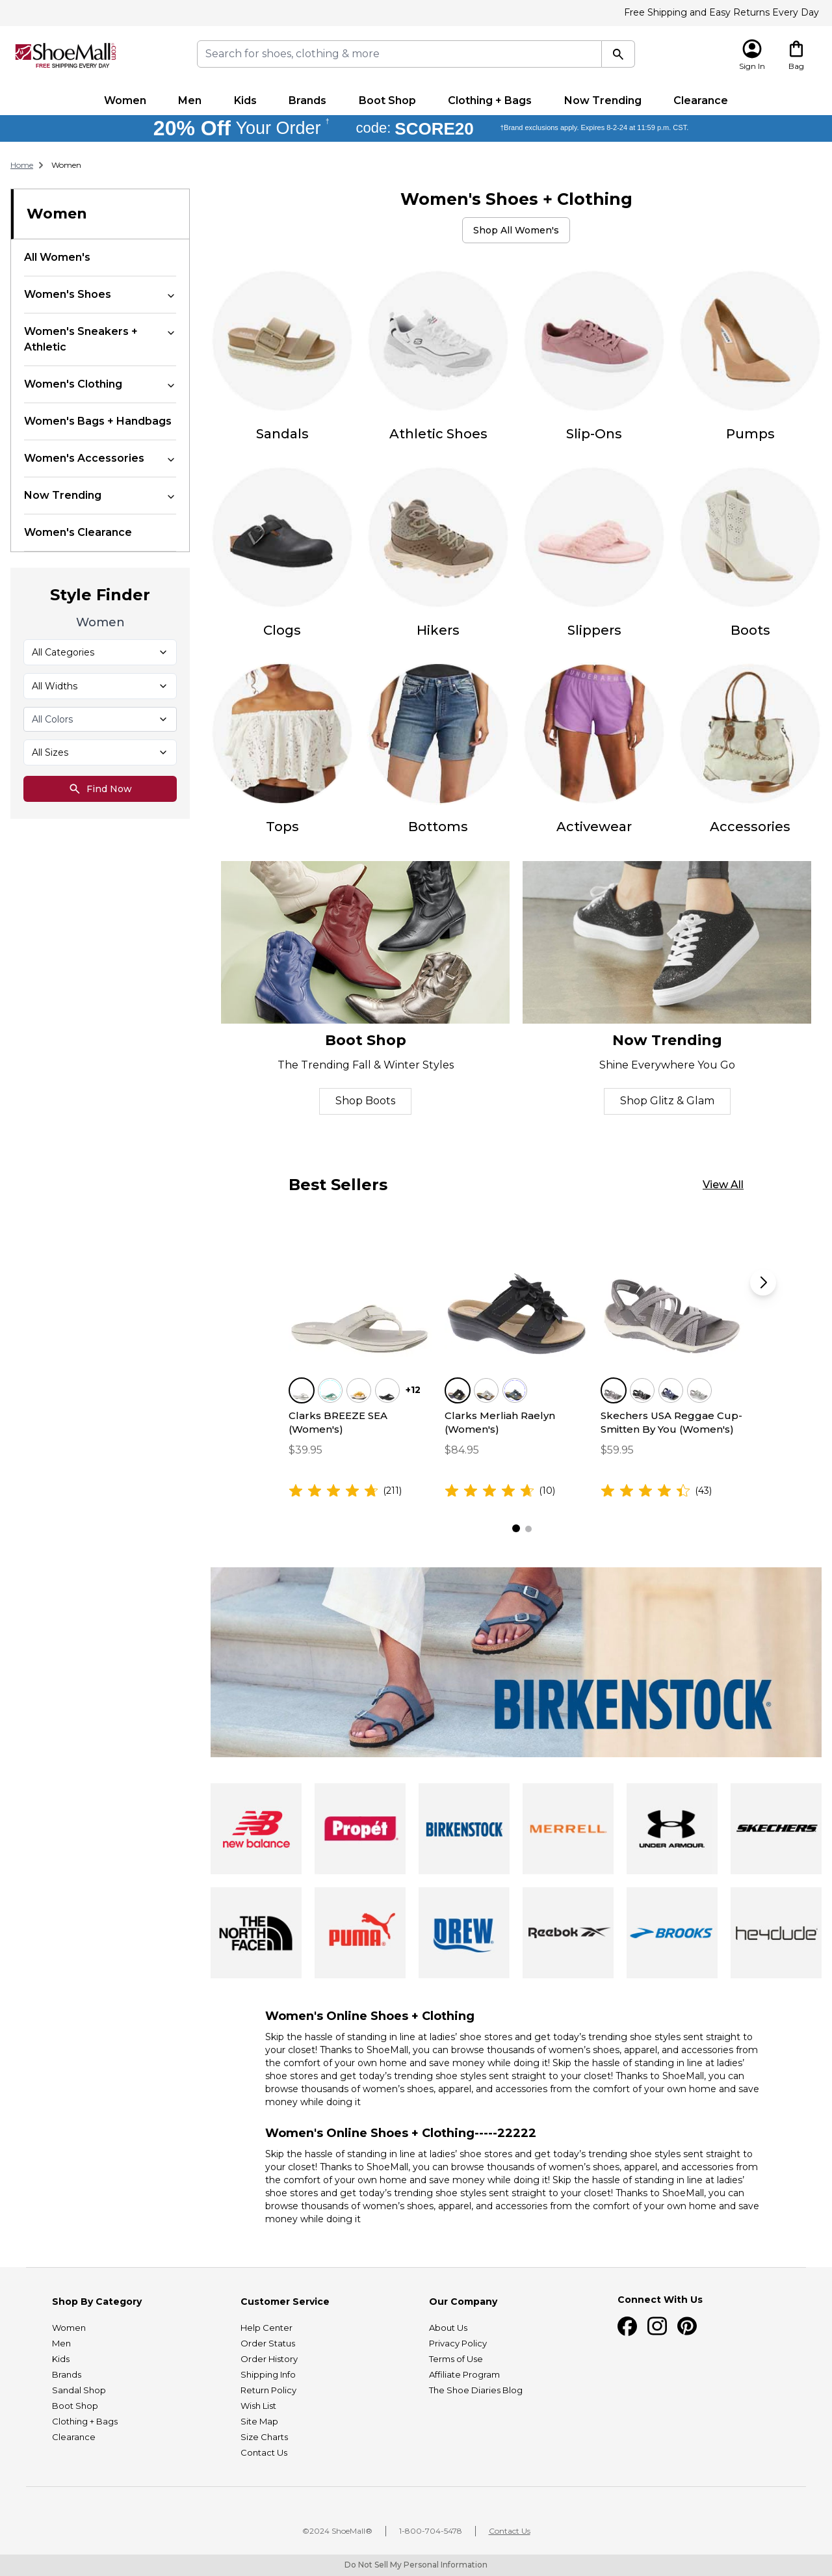 Free Shipping and Easy Returns Every Day
ShoeMall.com
FREE SHIPPING EVERY DAY
Search for shoes, clothing & more
Sign In
Bag
Women Men Kids Brands Boot Shop Clothing + Bags Now Trending Clearance
20% Off Your Order † code: SCORE20 †Brand exclusions apply. Expires 8-2-24 at 11:59 p.m. CST.
Home > Women
Women
All Women's
Women's Shoes
Women's Sneakers +
Athletic
Women's Clothing
Women's Bags + Handbags
Women's Accessories
Now Trending
Women's Clearance
Style Finder
Women
All Categories
All Widths
All Colors
All Sizes
Find Now
Women's Shoes + Clothing
Shop All Women's
Sandals Athletic Shoes Slip-Ons Pumps
Clogs Hikers Slippers Boots
UNDER ARM
Tops Bottoms Activewear Accessories
Boot Shop
The Trending Fall & Winter Styles
Shop Boots
Now Trending
Shine Everywhere You Go
Shop Glitz & Glam
Best Sellers
View All
+12
Clarks BREEZE SEA
(Women's)
$39.95
(211)
Clarks Merliah Raelyn
(Women's)
$84.95
(10)
Skechers USA Reggae Cup-
Smitten By You (Women's)
$59.95
(43)
BIRKENSTOCK®
NB
new balance
Propét
BIRKENSTOCK
MERRELL
UNDER ARMOUR
SKECHERS
THE
NORTH
FACE
PUMA
DREW
Reebok
BROOKS
heydude
Women's Online Shoes + Clothing
Skip the hassle of standing in line at ladies’ shoe stores and get today’s trending shoe styles sent straight to
your closet! Thanks to ShoeMall, you can browse thousands of women’s shoes, apparel, and accessories from
the comfort of your own home and save money while doing it! Skip the hassle of standing in line at ladies’
shoe stores and get today’s trending shoe styles sent straight to your closet! Thanks to ShoeMall, you can
browse thousands of women’s shoes, apparel, and accessories from the comfort of your own home and save
money while doing it
Women's Online Shoes + Clothing-----22222
Skip the hassle of standing in line at ladies’ shoe stores and get today’s trending shoe styles sent straight to
your closet! Thanks to ShoeMall, you can browse thousands of women’s shoes, apparel, and accessories from
the comfort of your own home and save money while doing it! Skip the hassle of standing in line at ladies’
shoe stores and get today’s trending shoe styles sent straight to your closet! Thanks to ShoeMall, you can
browse thousands of women’s shoes, apparel, and accessories from the comfort of your own home and save
money while doing it
Shop By Category
Women
Men
Kids
Brands
Sandal Shop
Boot Shop
Clothing + Bags
Clearance
Customer Service
Help Center
Order Status
Order History
Shipping Info
Return Policy
Wish List
Site Map
Size Charts
Contact Us
Our Company
About Us
Privacy Policy
Terms of Use
Affiliate Program
The Shoe Diaries Blog
Connect With Us
©2024 ShoeMall® | 1-800-704-5478 | Contact Us
Do Not Sell My Personal Information